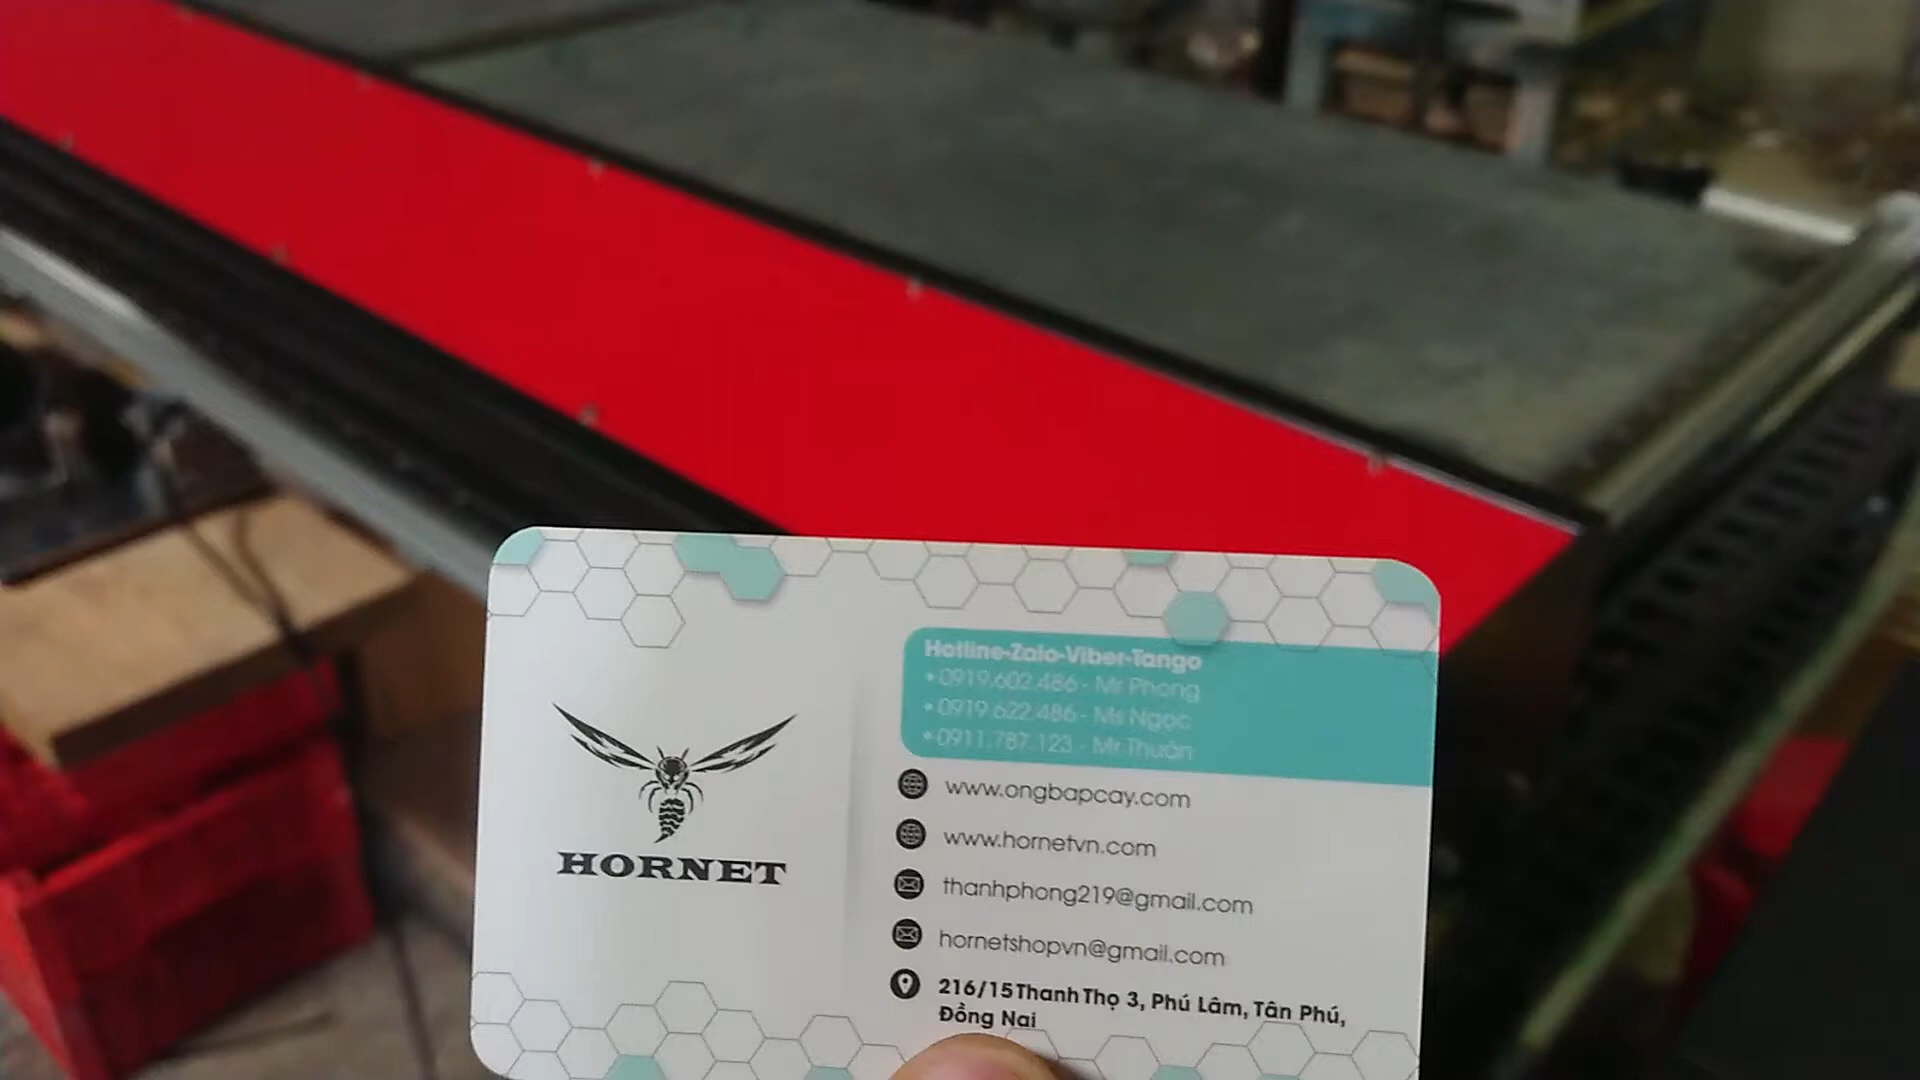 HORNET
Hotline-Zalo-Viber-Tango
• 0919.602.486 - Mr Phong
• 0919.622.486 - Ms Ngọc
• 0911.787.123 - Mr Thuận
www.ongbapcay.com
www.hornetvn.com
thanhphong219@gmail.com
hornetshopvn@gmail.com
216/15 Thanh Thọ 3, Phú Lâm, Tân Phú,
Đồng Nai